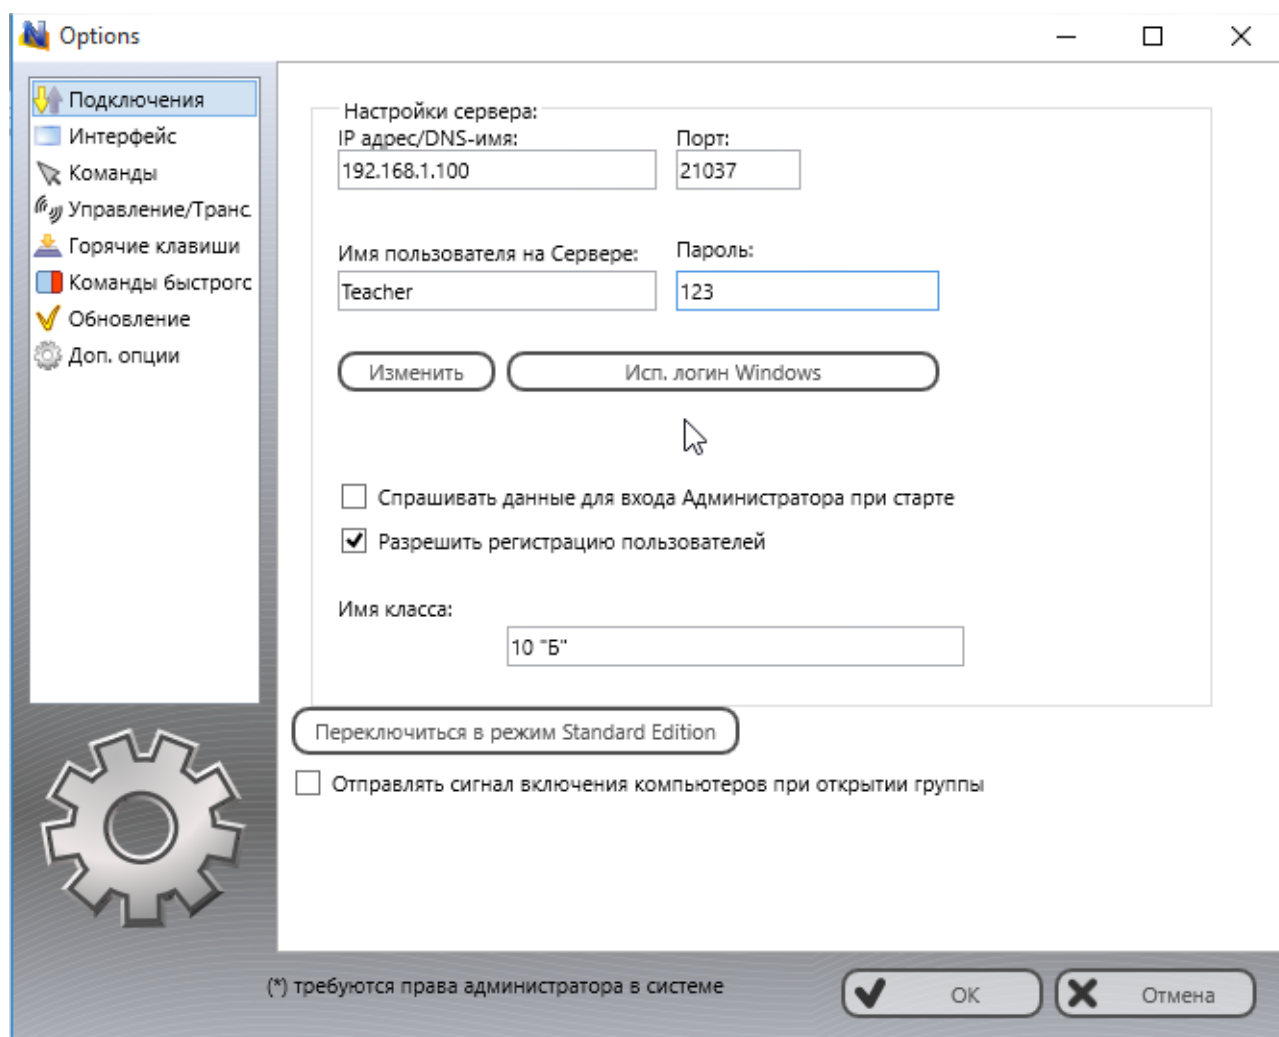 Options
Подключения
Интерфейс
Команды
Управление/Транс
Горячие клавиши
Команды быстрого
Обновление
Доп. опции
Настройки сервера:
IP адрес/DNS-имя: Порт:
192.168.1.100 21037
Имя пользователя на Сервере: Пароль:
Teacher 123
Изменить Исп. логин Windows
Спрашивать данные для входа Администратора при старте
Разрешить регистрацию пользователей
Имя класса:
10 "Б"
Переключиться в режим Standard Edition
Отправлять сигнал включения компьютеров при открытии группы
(*) требуются права администратора в системе
OK Отмена